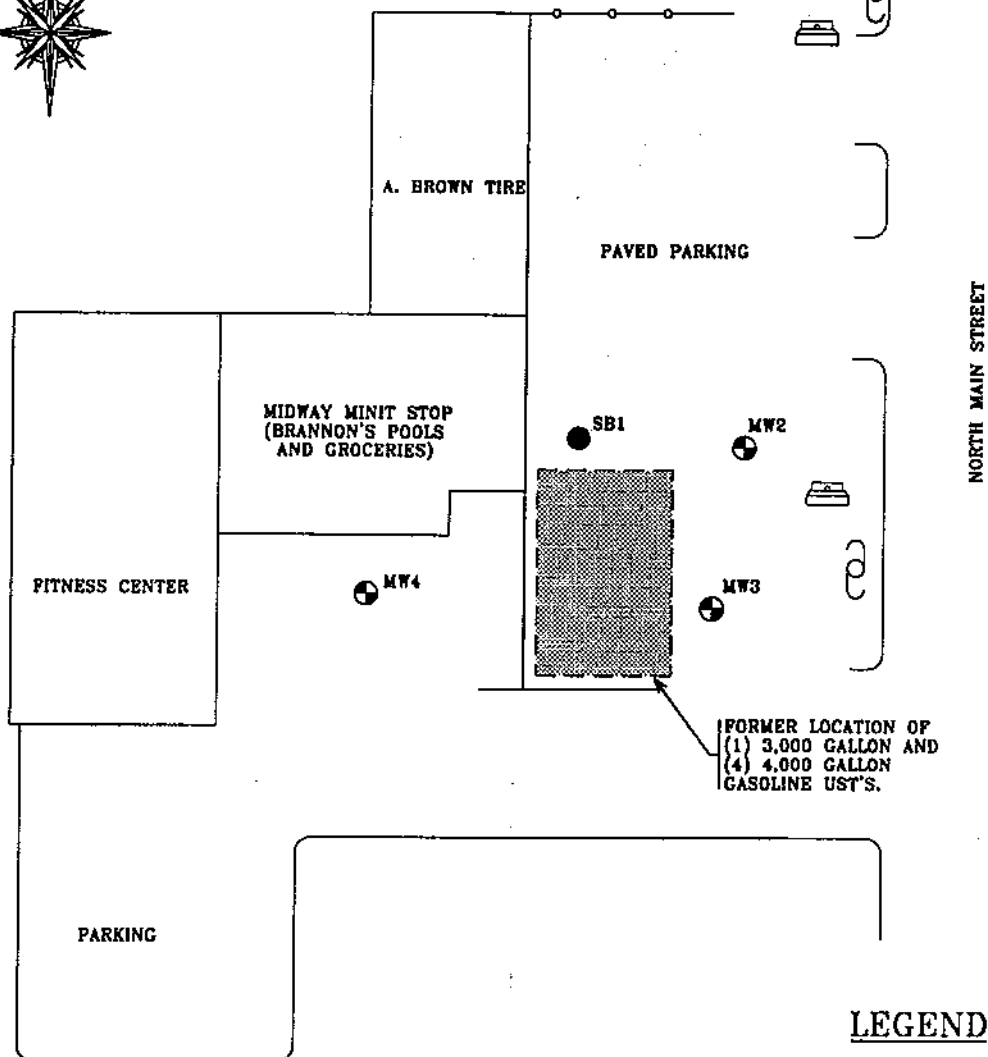 A. BROWN TIRE
PAVED PARKING
NORTH MAIN STREET
MIDWAY MINIT STOP
(BRANNON'S POOLS
AND GROCERIES)
SB1
MW2
FITNESS CENTER
MW4
MW3
FORMER LOCATION OF
(1) 3,000 GALLON AND
(4) 4,000 GALLON
GASOLINE UST'S.
PARKING
LEGEND